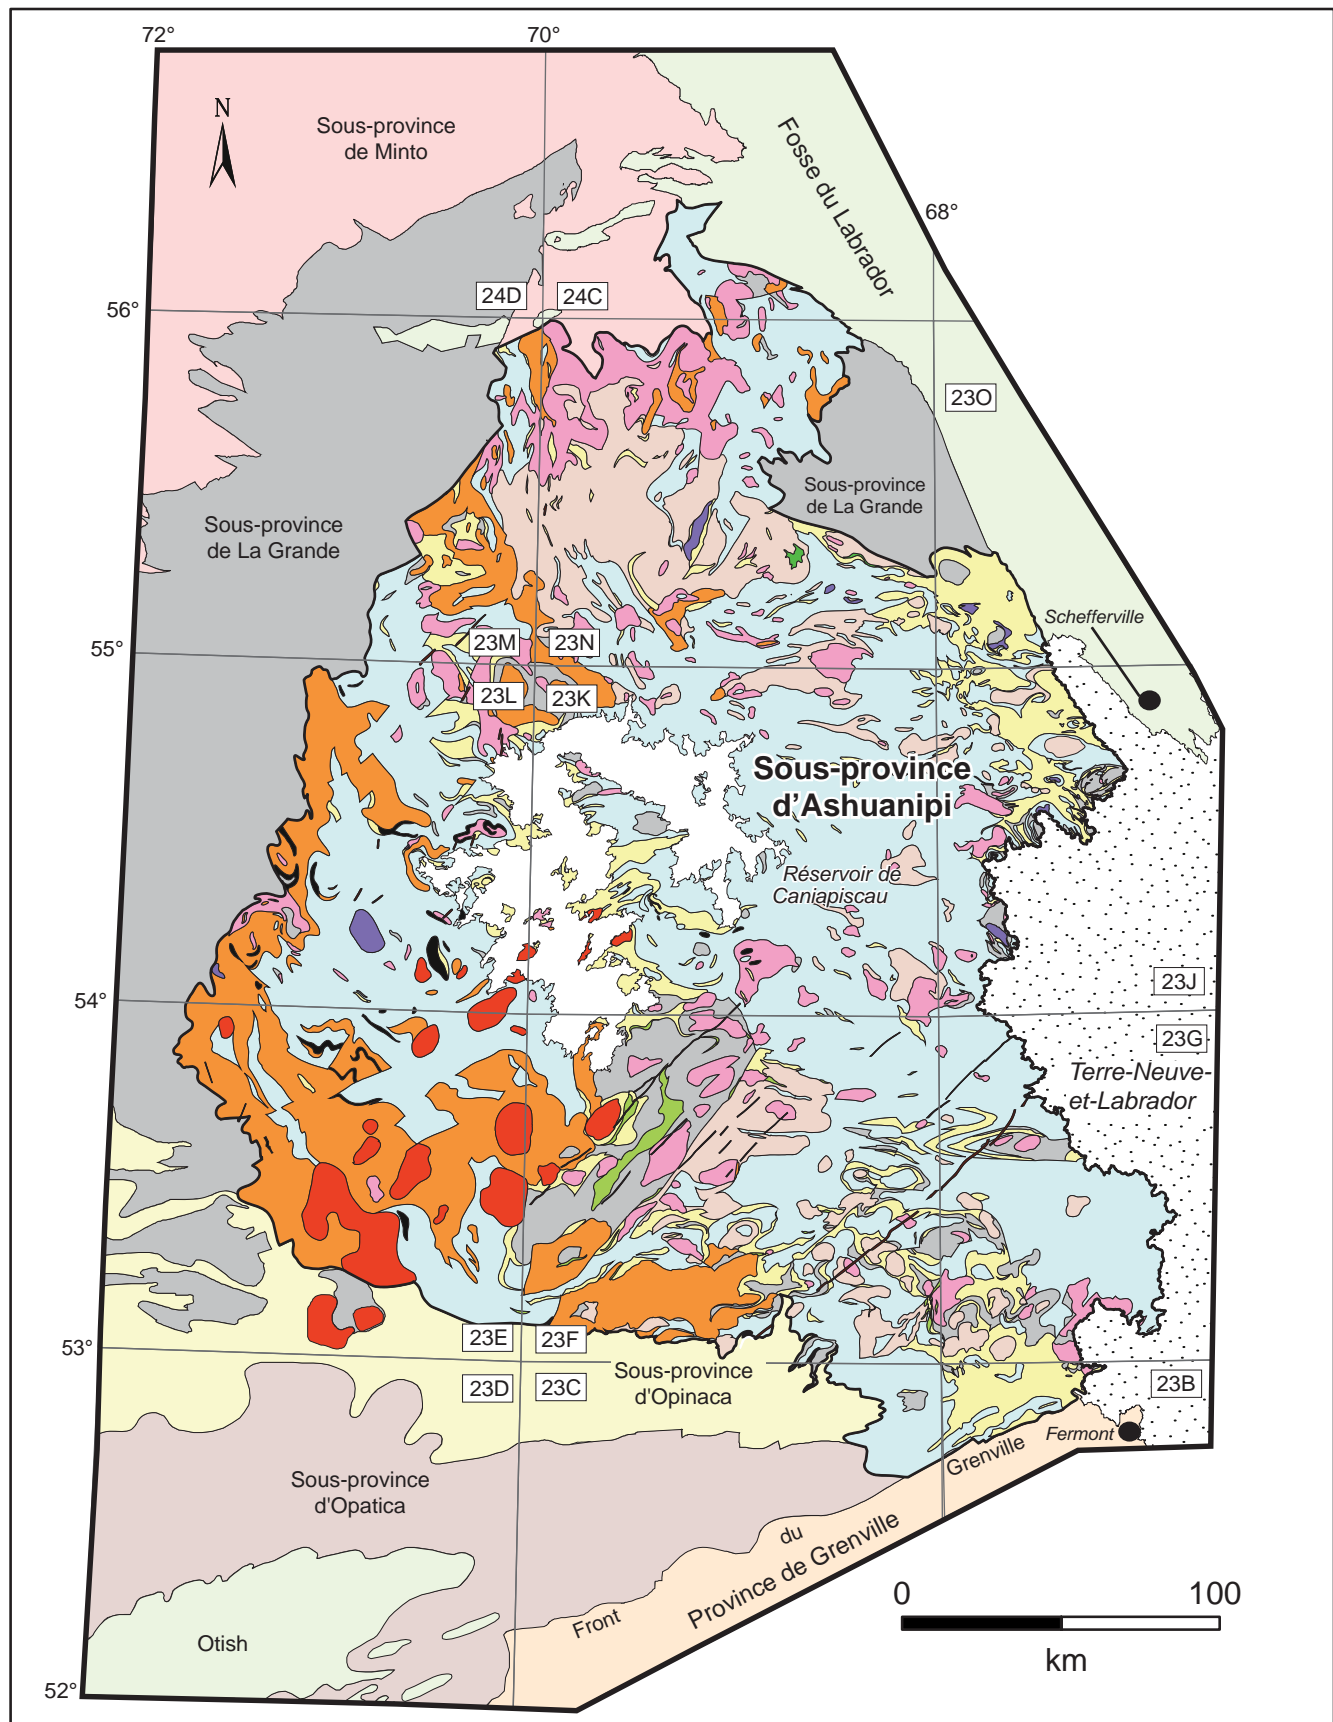 72°
70°
N
Sous-province
de Minto
Fosse du Labrador
68°
56°
24D
24C
23O
Sous-province
de La Grande
Sous-province
de La Grande
Schefferville
55°
23M
23N
23L
23K
Sous-province
d'Ashuanipi
Réservoir de
Caniapiscau
54°
23J
23G
Terre-Neuve-
et-Labrador
53°
23E
23F
Sous-province
d'Opinaca
23D
23C
23B
Fermont
Front du Grenville
Province de Grenville
Sous-province
d'Opatica
Otish
52°
0
100
km